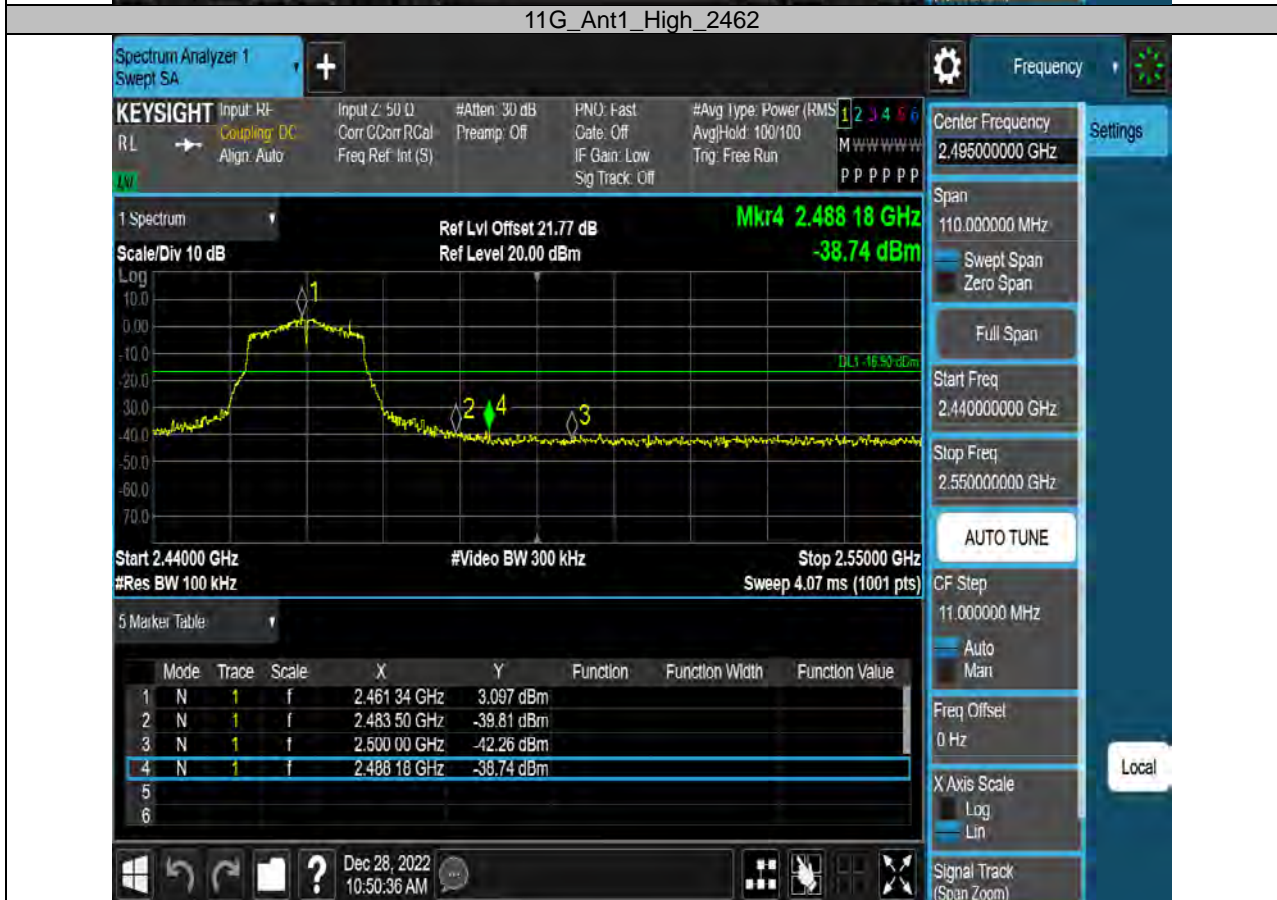 11G_Ant1_High_2462
Spectrum Analyzer 1
Swept SA
+
Frequency
KEYSIGHT Input: RF
RL
Coupling: DC
Align: Auto
Input Z: 50 Ω
Corr CCorr RCal
Freq Ref: Int (S)
#Atten: 30 dB
Preamp: Off
PNO: Fast
Gate: Off
IF Gain: Low
Sig Track: Off
#Avg Type: Power (RMS
Avg|Hold: 100/100
Trig: Free Run
1 2 3 4 5 6
M W W W W W
P P P P P P
Center Frequency
2.495000000 GHz
Settings
1 Spectrum
Scale/Div 10 dB
Ref Lvl Offset 21.77 dB
Ref Level 20.00 dBm
Mkr4 2.488 18 GHz
-38.74 dBm
Span
110.000000 MHz
Swept Span
Zero Span
Full Span
Start Freq
2.440000000 GHz
Stop Freq
2.550000000 GHz
AUTO TUNE
CF Step
11.000000 MHz
Auto
Man
Freq Offset
0 Hz
X Axis Scale
Log
Lin
Signal Track
(Span Zoom)
Local
Log
10.0
0.00
-10.0
-20.0
30.0
-40.0
-50.0
-60.0
70.0
1
2
4
3
Start 2.44000 GHz
#Video BW 300 kHz
Stop 2.55000 GHz
#Res BW 100 kHz
Sweep 4.07 ms (1001 pts)
5 Marker Table
Mode Trace Scale X Y Function Function Width Function Value
1 N 1 f 2.461 34 GHz 3.097 dBm
2 N 1 f 2.483 50 GHz -39.81 dBm
3 N 1 f 2.500 00 GHz -42.26 dBm
4 N 1 f 2.488 18 GHz -38.74 dBm
5
6
?
Dec 28, 2022
10:50:36 AM